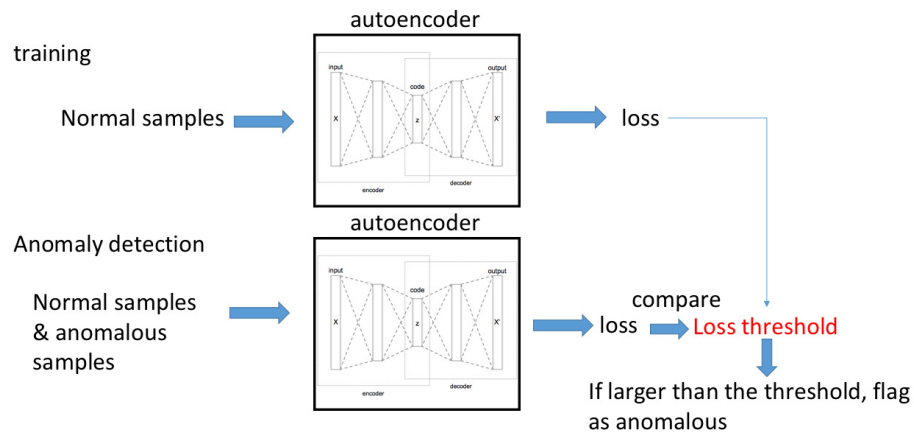 autoencoder
training
input
output
code
Normal samples
X
z
X'
loss
encoder
decoder
autoencoder
Anomaly detection
input
output
code
Normal samples
& anomalous
samples
X
z
X'
compare
loss
Loss threshold
encoder
decoder
If larger than the threshold, flag
as anomalous